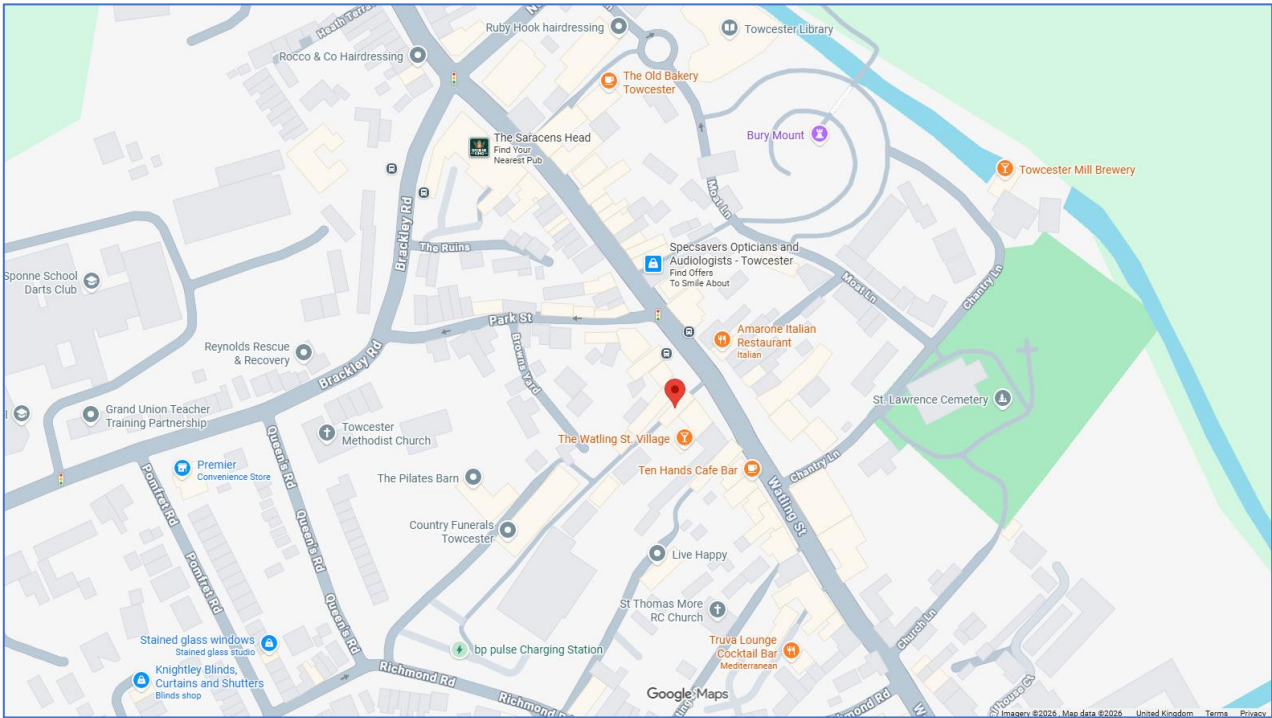 Heath Terrace
Ruby Hook hairdressing
Towcester Library
Rocco & Co Hairdressing
The Old Bakery
Towcester
The Saracens Head
Find Your
Nearest Pub
Bury Mount
Towcester Mill Brewery
Brackley Rd
Moat Ln
The Ruins
Specsavers Opticians and
Audiologists - Towcester
Find Offers
To Smile About
Sponne School
Darts Club
Moat Ln
Chantry Ln
Park St
Amarone Italian
Restaurant
Italian
Reynolds Rescue
& Recovery
Browns Yard
Brackley Rd
St. Lawrence Cemetery
Grand Union Teacher
Training Partnership
Towcester
Methodist Church
The Watling St. Village
Ten Hands Cafe Bar
Chantry Ln
Premier
Convenience Store
Queen's Rd
The Pilates Barn
Watling St
Pomfret Rd
Queen's Rd
Country Funerals
Towcester
Live Happy
Pomfret Rd
Queen's Rd
St Thomas More
RC Church
Church Ln
Stained glass windows
Stained glass studio
bp pulse Charging Station
Truva Lounge
Cocktail Bar
Mediterranean
Knightley Blinds,
Curtains and Shutters
Blinds shop
Richmond Rd
Richmond Rd
Google Maps
Imagery ©2026 , Map data ©2026 United Kingdom Terms Privacy